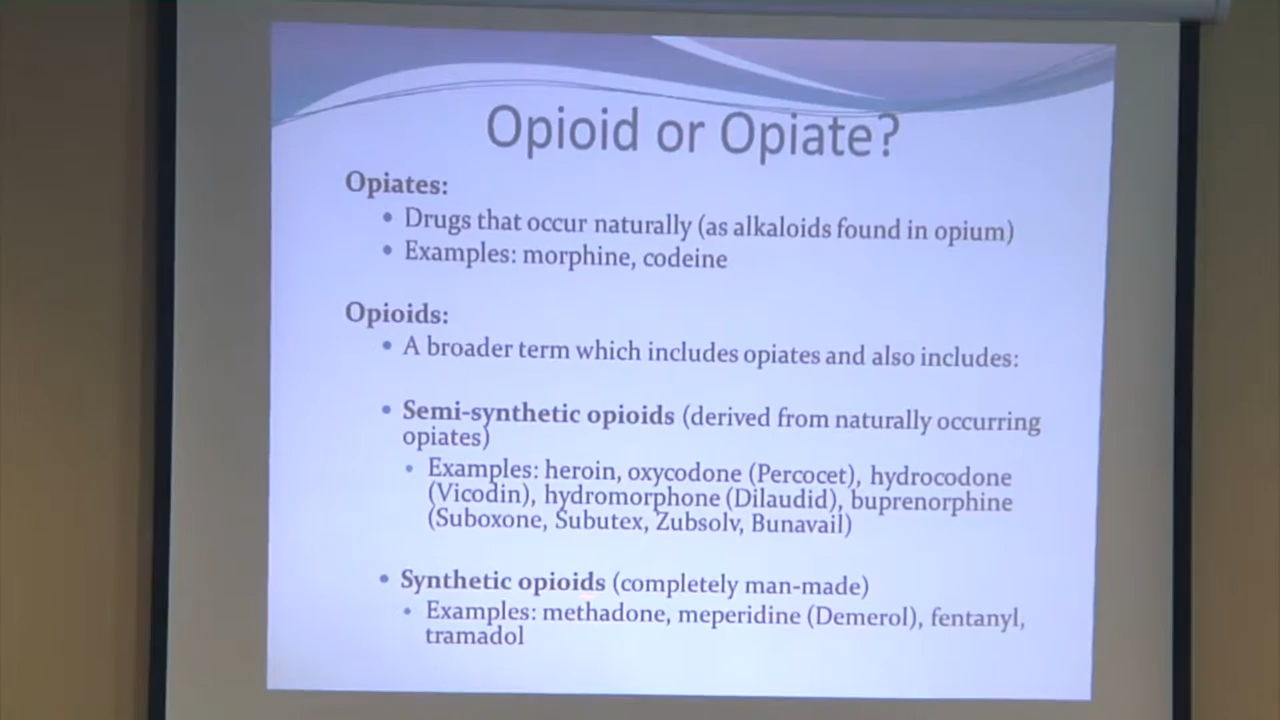 Opioid or Opiate?
Opiates:
• Drugs that occur naturally (as alkaloids found in opium)
• Examples: morphine, codeine
Opioids:
• A broader term which includes opiates and also includes:
• Semi-synthetic opioids (derived from naturally occurring
opiates)
• Examples: heroin, oxycodone (Percocet), hydrocodone
(Vicodin), hydromorphone (Dilaudid), buprenorphine
(Suboxone, Subutex, Zubsolv, Bunavail)
• Synthetic opioids (completely man-made)
• Examples: methadone, meperidine (Demerol), fentanyl,
tramadol